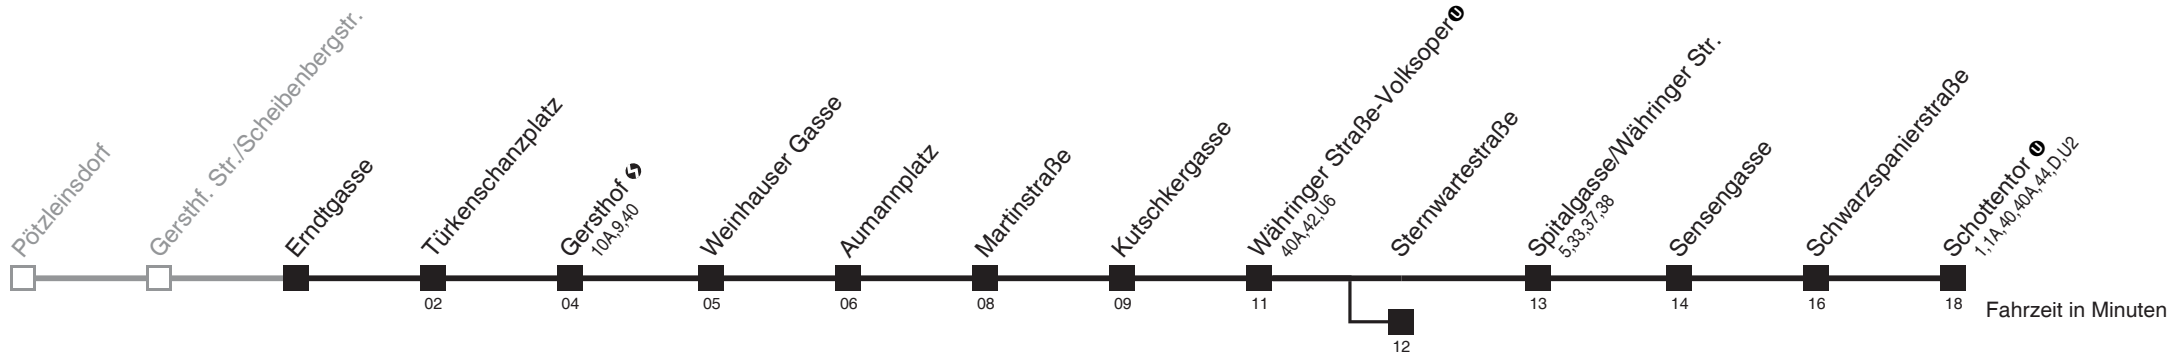 Pötzleinsdorf
Gersthf. Str./Scheibenbergstr.
Erndtgasse
Türkenschanzplatz
Gersthof
10A,9,40
Weinhauser Gasse
Aumannplatz
Martinstraße
Kutschkergasse
Währinger Straße-Volksoper U
40A,42,U6
Sternwartestraße
Spitalgasse/Währinger Str.
5,33,37,38
Sensengasse
Schwarzspanierstraße
Schottentor U
1,1A,40,40A,44,D,U2
02
04
05
06
08
09
11
12
13
14
16
18
Fahrzeit in Minuten